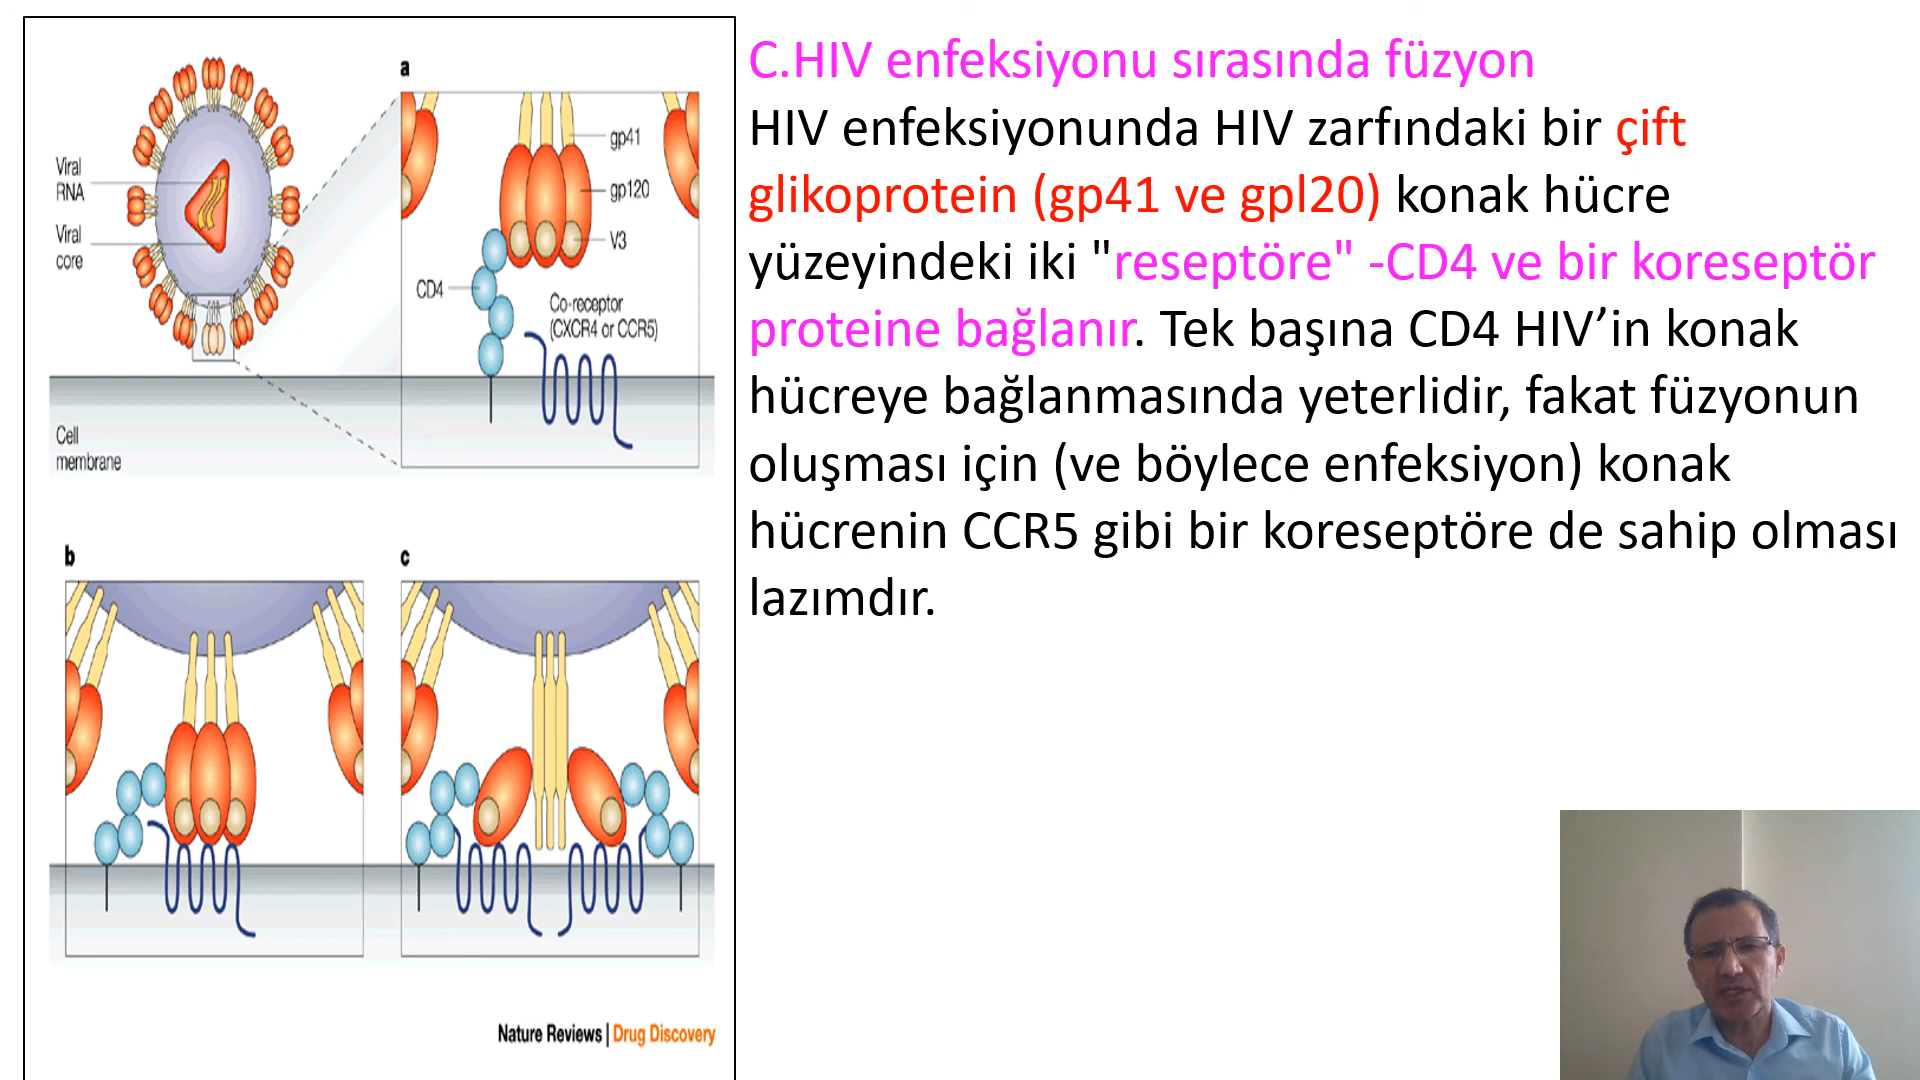 a
gp41
gp120
V3
CD4
Co-receptor
(CXCR4 or CCR5)
Viral
RNA
Viral
core
Cell
membrane
b
c
Nature Reviews | Drug Discovery
C.HIV enfeksiyonu sırasında füzyon
HIV enfeksiyonunda HIV zarfındaki bir çift
glikoprotein (gp41 ve gpl20) konak hücre
yüzeyindeki iki "reseptöre" -CD4 ve bir koreseptör
proteine bağlanır. Tek başına CD4 HIV’in konak
hücreye bağlanmasında yeterlidir, fakat füzyonun
oluşması için (ve böylece enfeksiyon) konak
hücrenin CCR5 gibi bir koreseptöre de sahip olması
lazımdır.